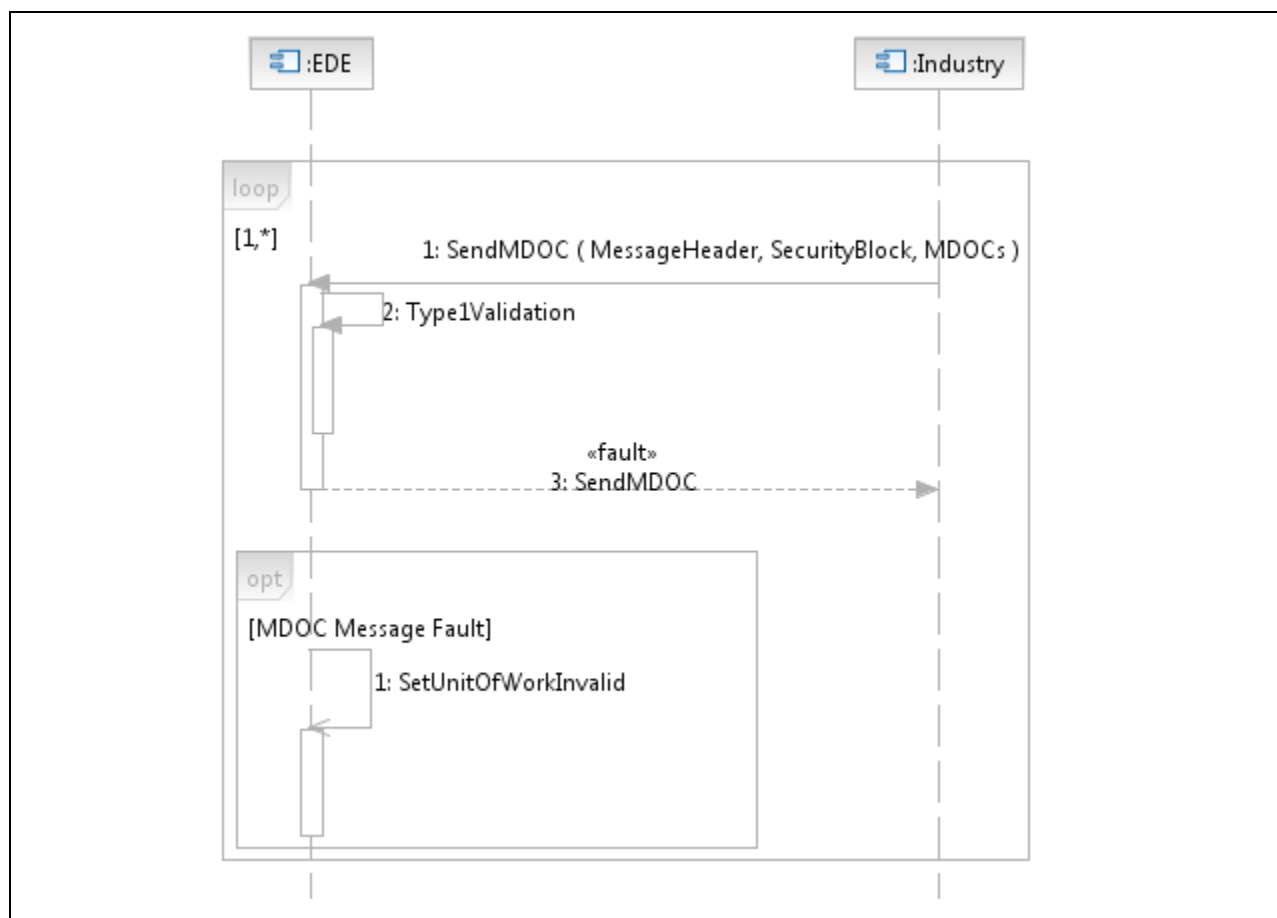 :EDE
:Industry
loop
[1,*]
1: SendMDOC ( MessageHeader, SecurityBlock, MDOCs )
2: Type1Validation
«fault»
3: SendMDOC
opt
[MDOC Message Fault]
1: SetUnitOfWorkInvalid